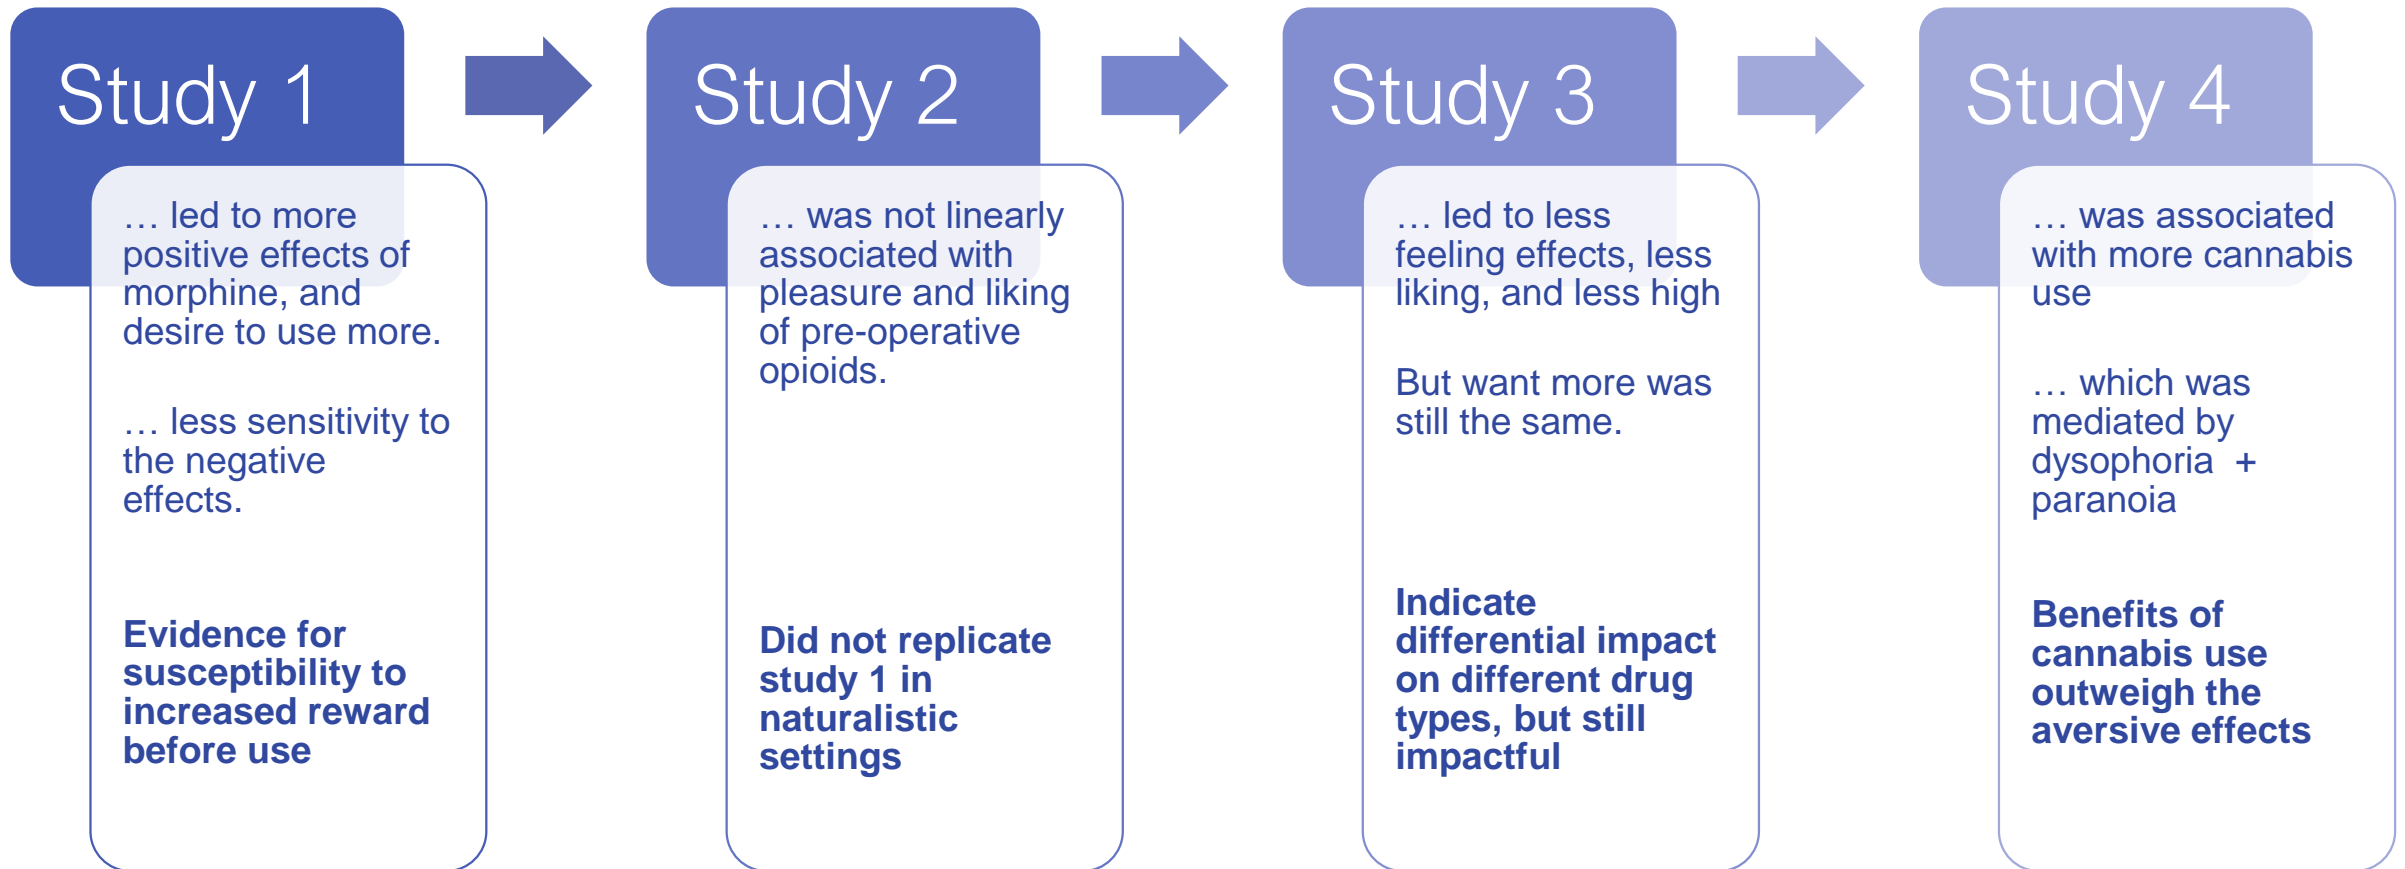 Study 1
… led to more
positive effects of
morphine, and
desire to use more.
… less sensitivity to
the negative
effects.
Evidence for
susceptibility to
increased reward
before use
Study 2
… was not linearly
associated with
pleasure and liking
of pre-operative
opioids.
Did not replicate
study 1 in
naturalistic
settings
Study 3
… led to less
feeling effects, less
liking, and less high
But want more was
still the same.
Indicate
differential impact
on different drug
types, but still
impactful
Study 4
… was associated
with more cannabis
use
… which was
mediated by
dysophoria  +
paranoia
Benefits of
cannabis use
outweigh the
aversive effects